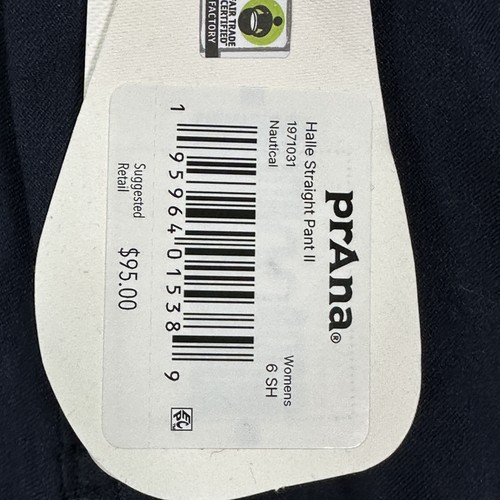 FAIR TRADE
CERTIFIED
FACTORY
prAna®
Halle Straight Pant II
1971031
Nautical
Womens
6 SH
1 95964 01538 9
Suggested
Retail
$95.00